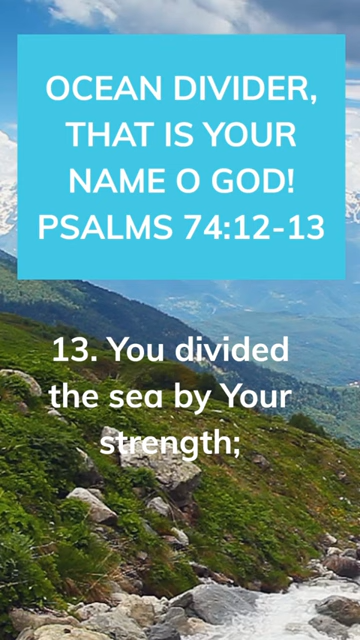 OCEAN DIVIDER,
THAT IS YOUR
NAME O GOD!
PSALMS 74:12-13
13. You divided
the sea by Your
strength;